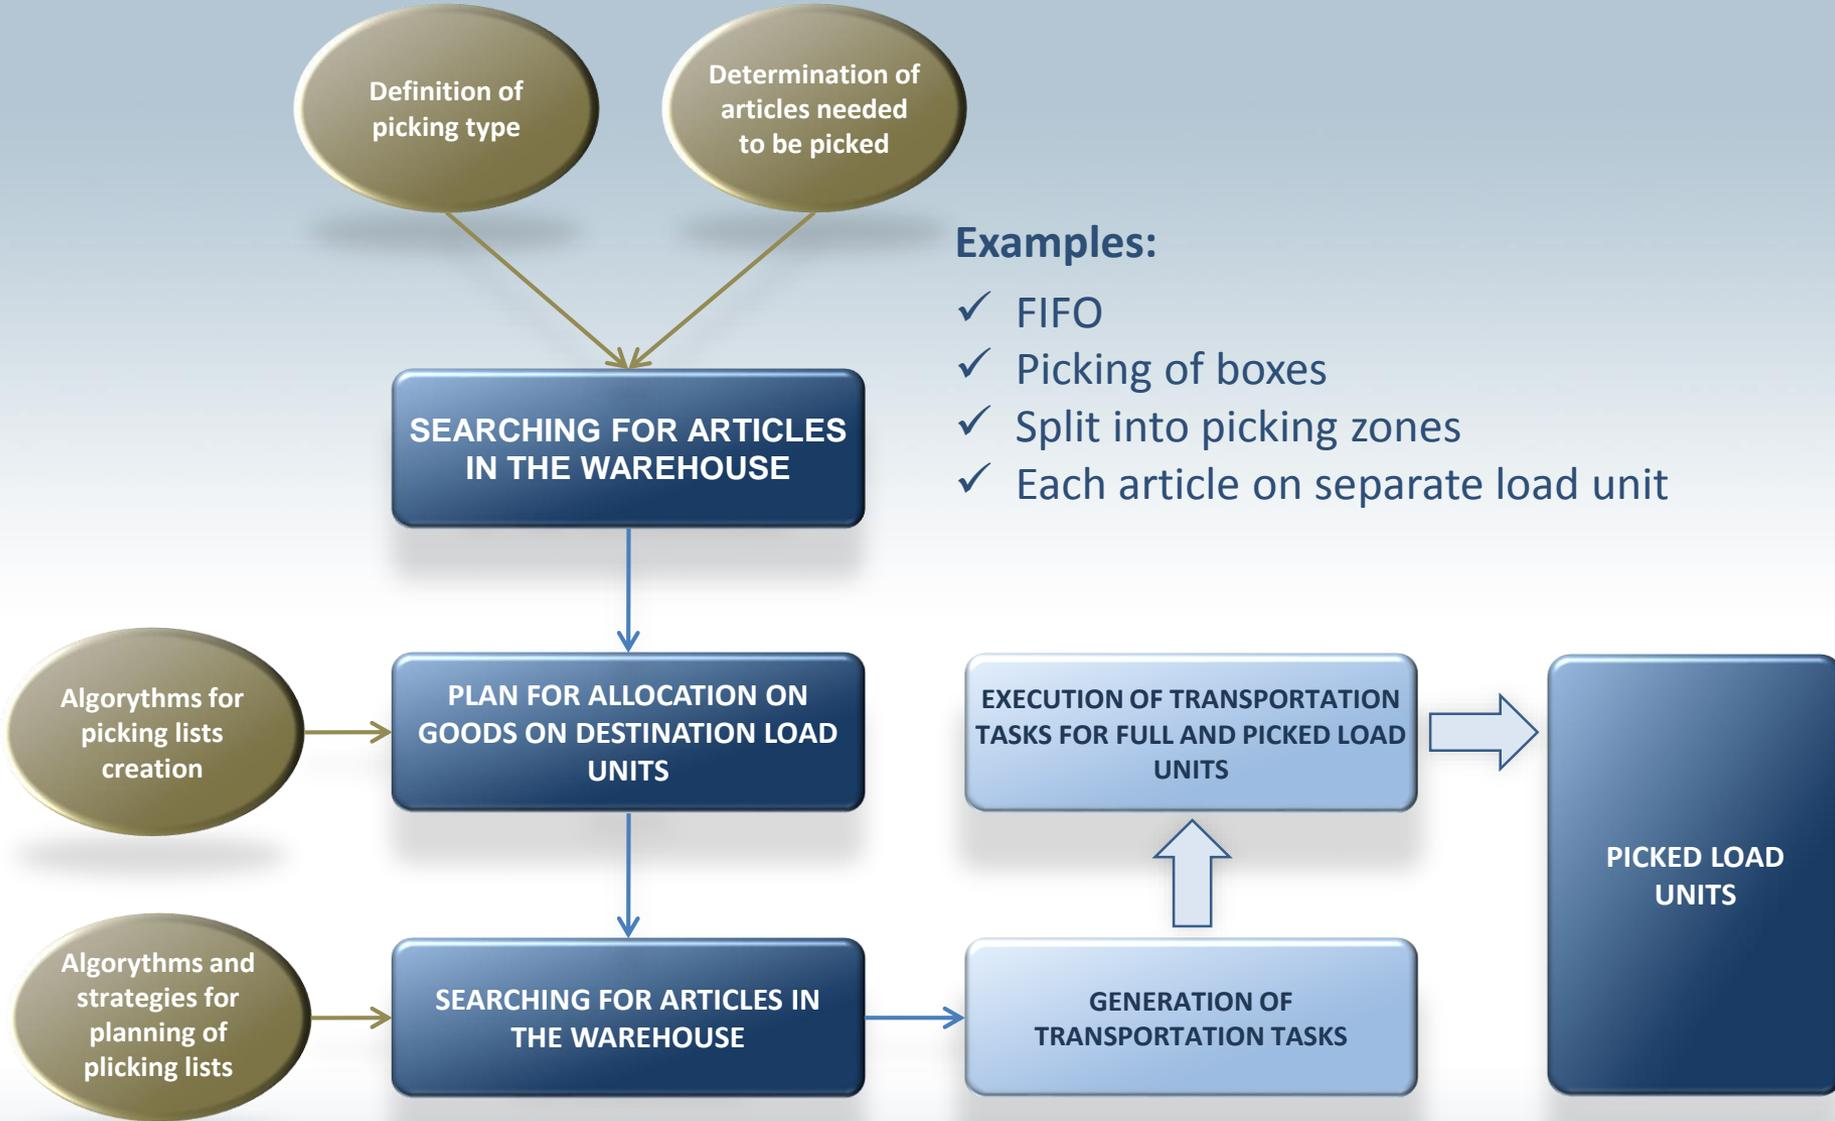 Definition of
picking type
Determination of
articles needed
to be picked
Examples:
✓ FIFO
✓ Picking of boxes
✓ Split into picking zones
✓ Each article on separate load unit
SEARCHING FOR ARTICLES
IN THE WAREHOUSE
Algorythms for
picking lists
creation
PLAN FOR ALLOCATION ON
GOODS ON DESTINATION LOAD
UNITS
EXECUTION OF TRANSPORTATION
TASKS FOR FULL AND PICKED LOAD
UNITS
PICKED LOAD
UNITS
Algorythms and
strategies for
planning of
plicking lists
SEARCHING FOR ARTICLES IN
THE WAREHOUSE
GENERATION OF
TRANSPORTATION TASKS